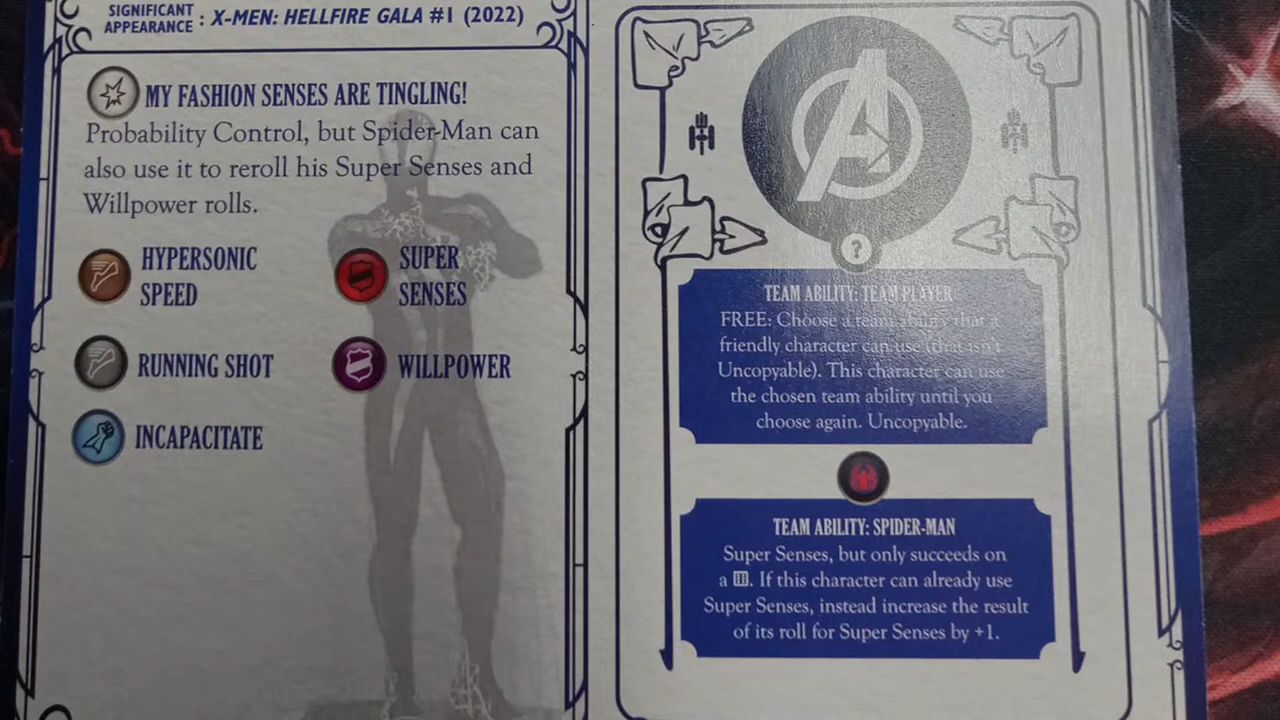 SIGNIFICANT
APPEARANCE : X-MEN: HELLFIRE GALA #1 (2022)
MY FASHION SENSES ARE TINGLING!
Probability Control, but Spider-Man can
also use it to reroll his Super Senses and
Willpower rolls.
HYPERSONIC
SPEED
SUPER
SENSES
RUNNING SHOT
WILLPOWER
INCAPACITATE
?
TEAM ABILITY: TEAM PLAYER
FREE: Choose a team ability that a
friendly character can use (that isn't
Uncopyable). This character can use
the chosen team ability until you
choose again. Uncopyable.
TEAM ABILITY: SPIDER-MAN
Super Senses, but only succeeds on
a ⚅. If this character can already use
Super Senses, instead increase the result
of its roll for Super Senses by +1.